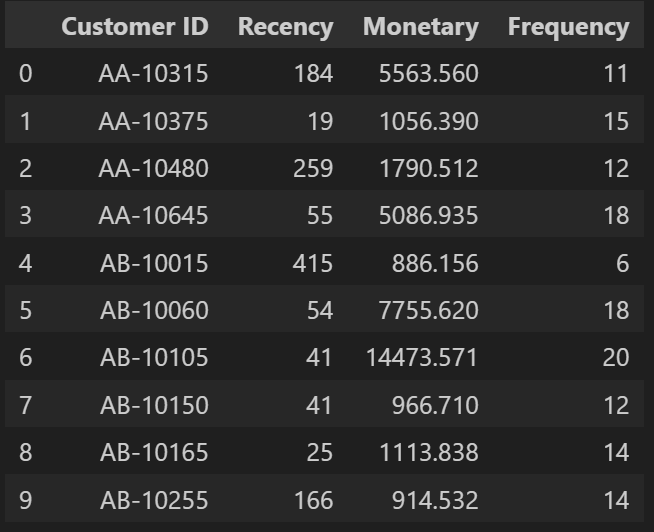 Customer ID Recency Monetary Frequency
0 AA-10315 184 5563.560 11
1 AA-10375 19 1056.390 15
2 AA-10480 259 1790.512 12
3 AA-10645 55 5086.935 18
4 AB-10015 415 886.156 6
5 AB-10060 54 7755.620 18
6 AB-10105 41 14473.571 20
7 AB-10150 41 966.710 12
8 AB-10165 25 1113.838 14
9 AB-10255 166 914.532 14